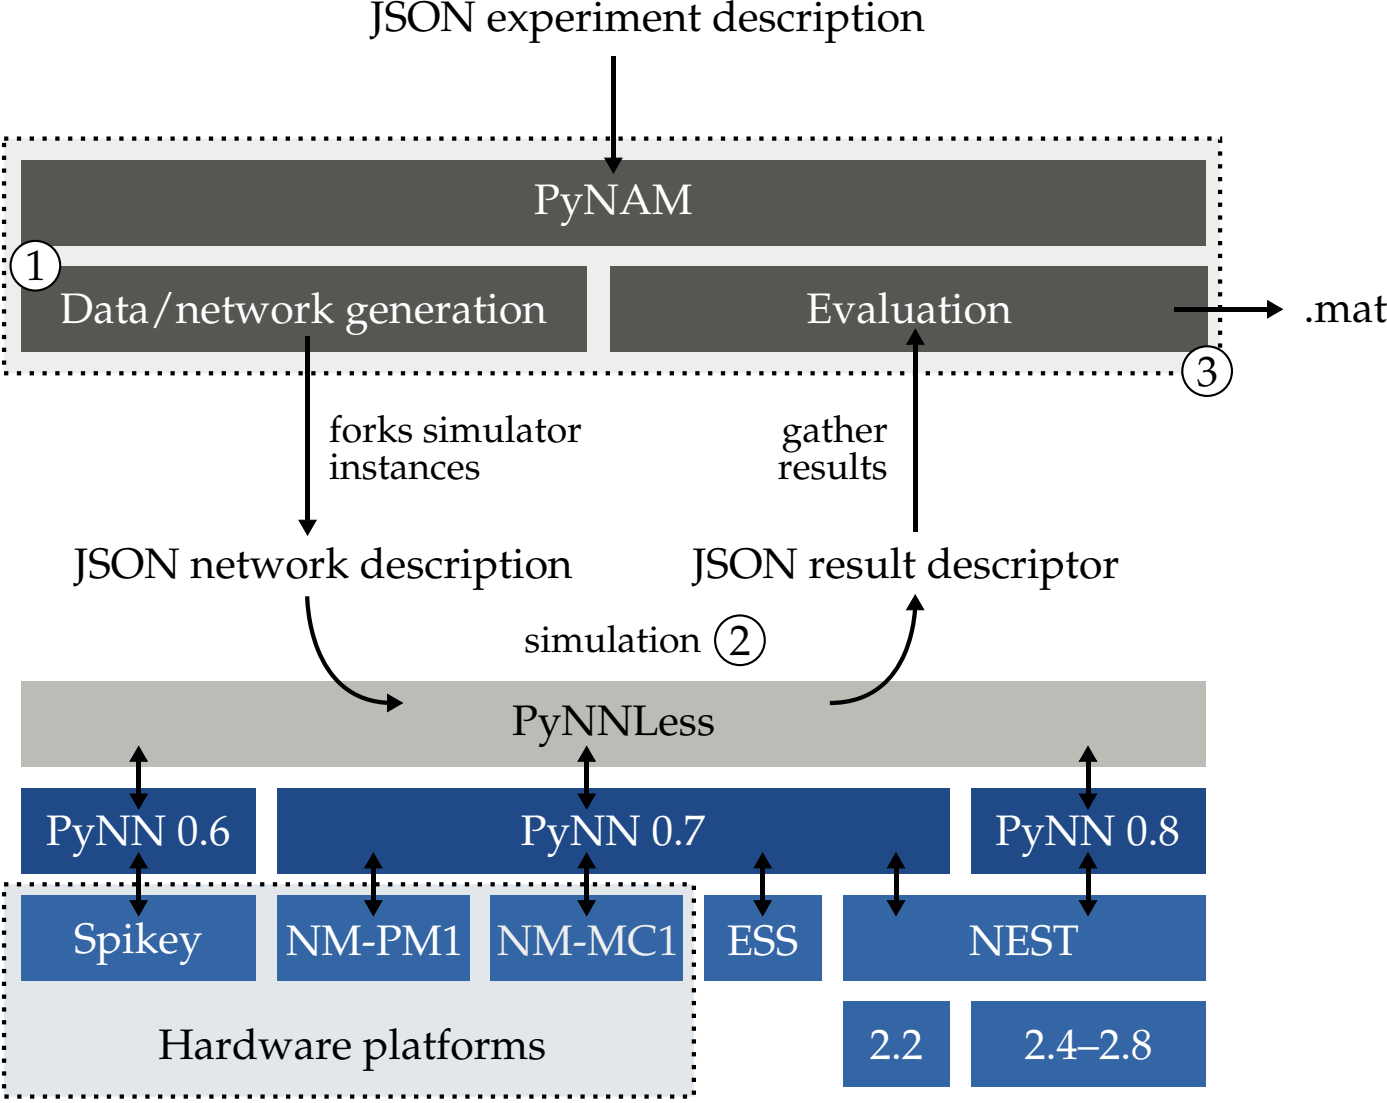 JSON experiment description
PyNAM
1
Data/network generation
Evaluation
.mat
3
forks simulator
instances
gather
results
JSON network description
JSON result descriptor
simulation 2
PyNNLess
PyNN 0.6
PyNN 0.7
PyNN 0.8
Spikey
NM-PM1
NM-MC1
ESS
NEST
Hardware platforms
2.2
2.4–2.8